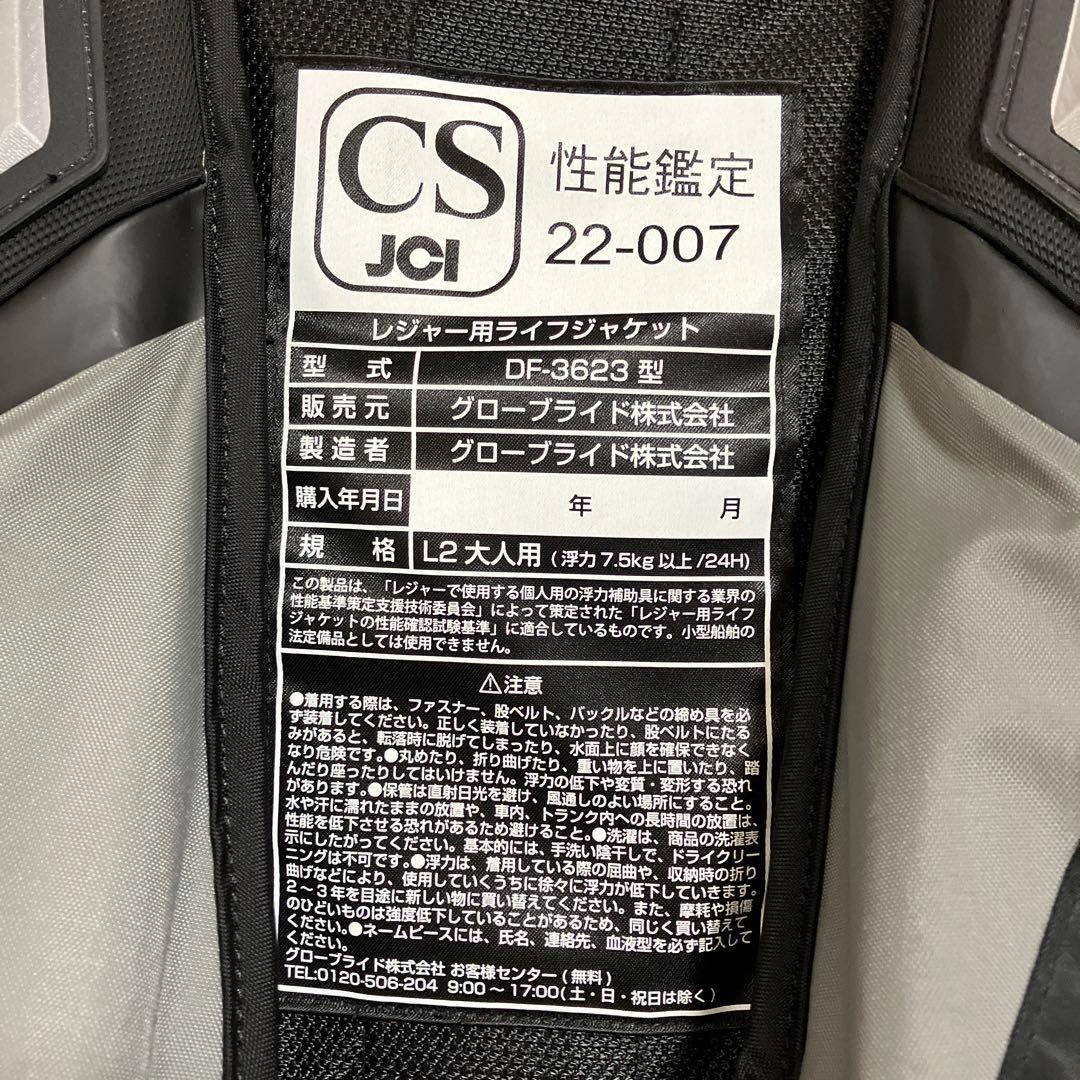 CS
JCI
性能鑑定
22-007
レジャー用ライフジャケット
型 式 DF-3623 型
販売元 グローブライド株式会社
製造者 グローブライド株式会社
購入年月日 年 月
規 格 L2 大人用 (浮力 7.5kg 以上 /24H)
この製品は、「レジャーで使用する個人用の浮力補助具に関する業界の
性能基準策定支援技術委員会」によって策定された「レジャー用ライフ
ジャケットの性能確認試験基準」に適合しているものです。小型船舶の
法定備品としては使用できません。
⚠注意
●着用する際は、ファスナー、股ベルト、バックルなどの締め具を必
ず装着してください。正しく装着していなかったり、股ベルトにたる
みがあると、転落時に脱げてしまったり、水面上に顔を確保できなく
なり危険です。●丸めたり、折り曲げたり、重い物を上に置いたり、踏
んだり座ったりしてはいけません。浮力の低下や変質・変形する恐れ
があります。●保管は直射日光を避け、風通しのよい場所にすること。
水や汗に濡れたままの放置や、車内、トランク内への長時間の放置は、
性能を低下させる恐れがあるため避けること。●洗濯は、商品の洗濯表
示にしたがってください。基本的には、手洗い陰干しで、ドライクリー
ニングは不可です。●浮力は、着用している際の屈曲や、収納時の折り
曲げなどにより、使用していくうちに徐々に浮力が低下していきます。
2〜3年を目途に新しい物に買い替えてください。また、摩耗や損傷
のひどいものは強度低下していることがあるため、同じく買い替えて
ください。●ネームピースには、氏名、連絡先、血液型を必ず記入して
ください。
グローブライド株式会社 お客様センター (無料)
TEL:0120-506-204 9:00〜17:00(土・日・祝日は除く)